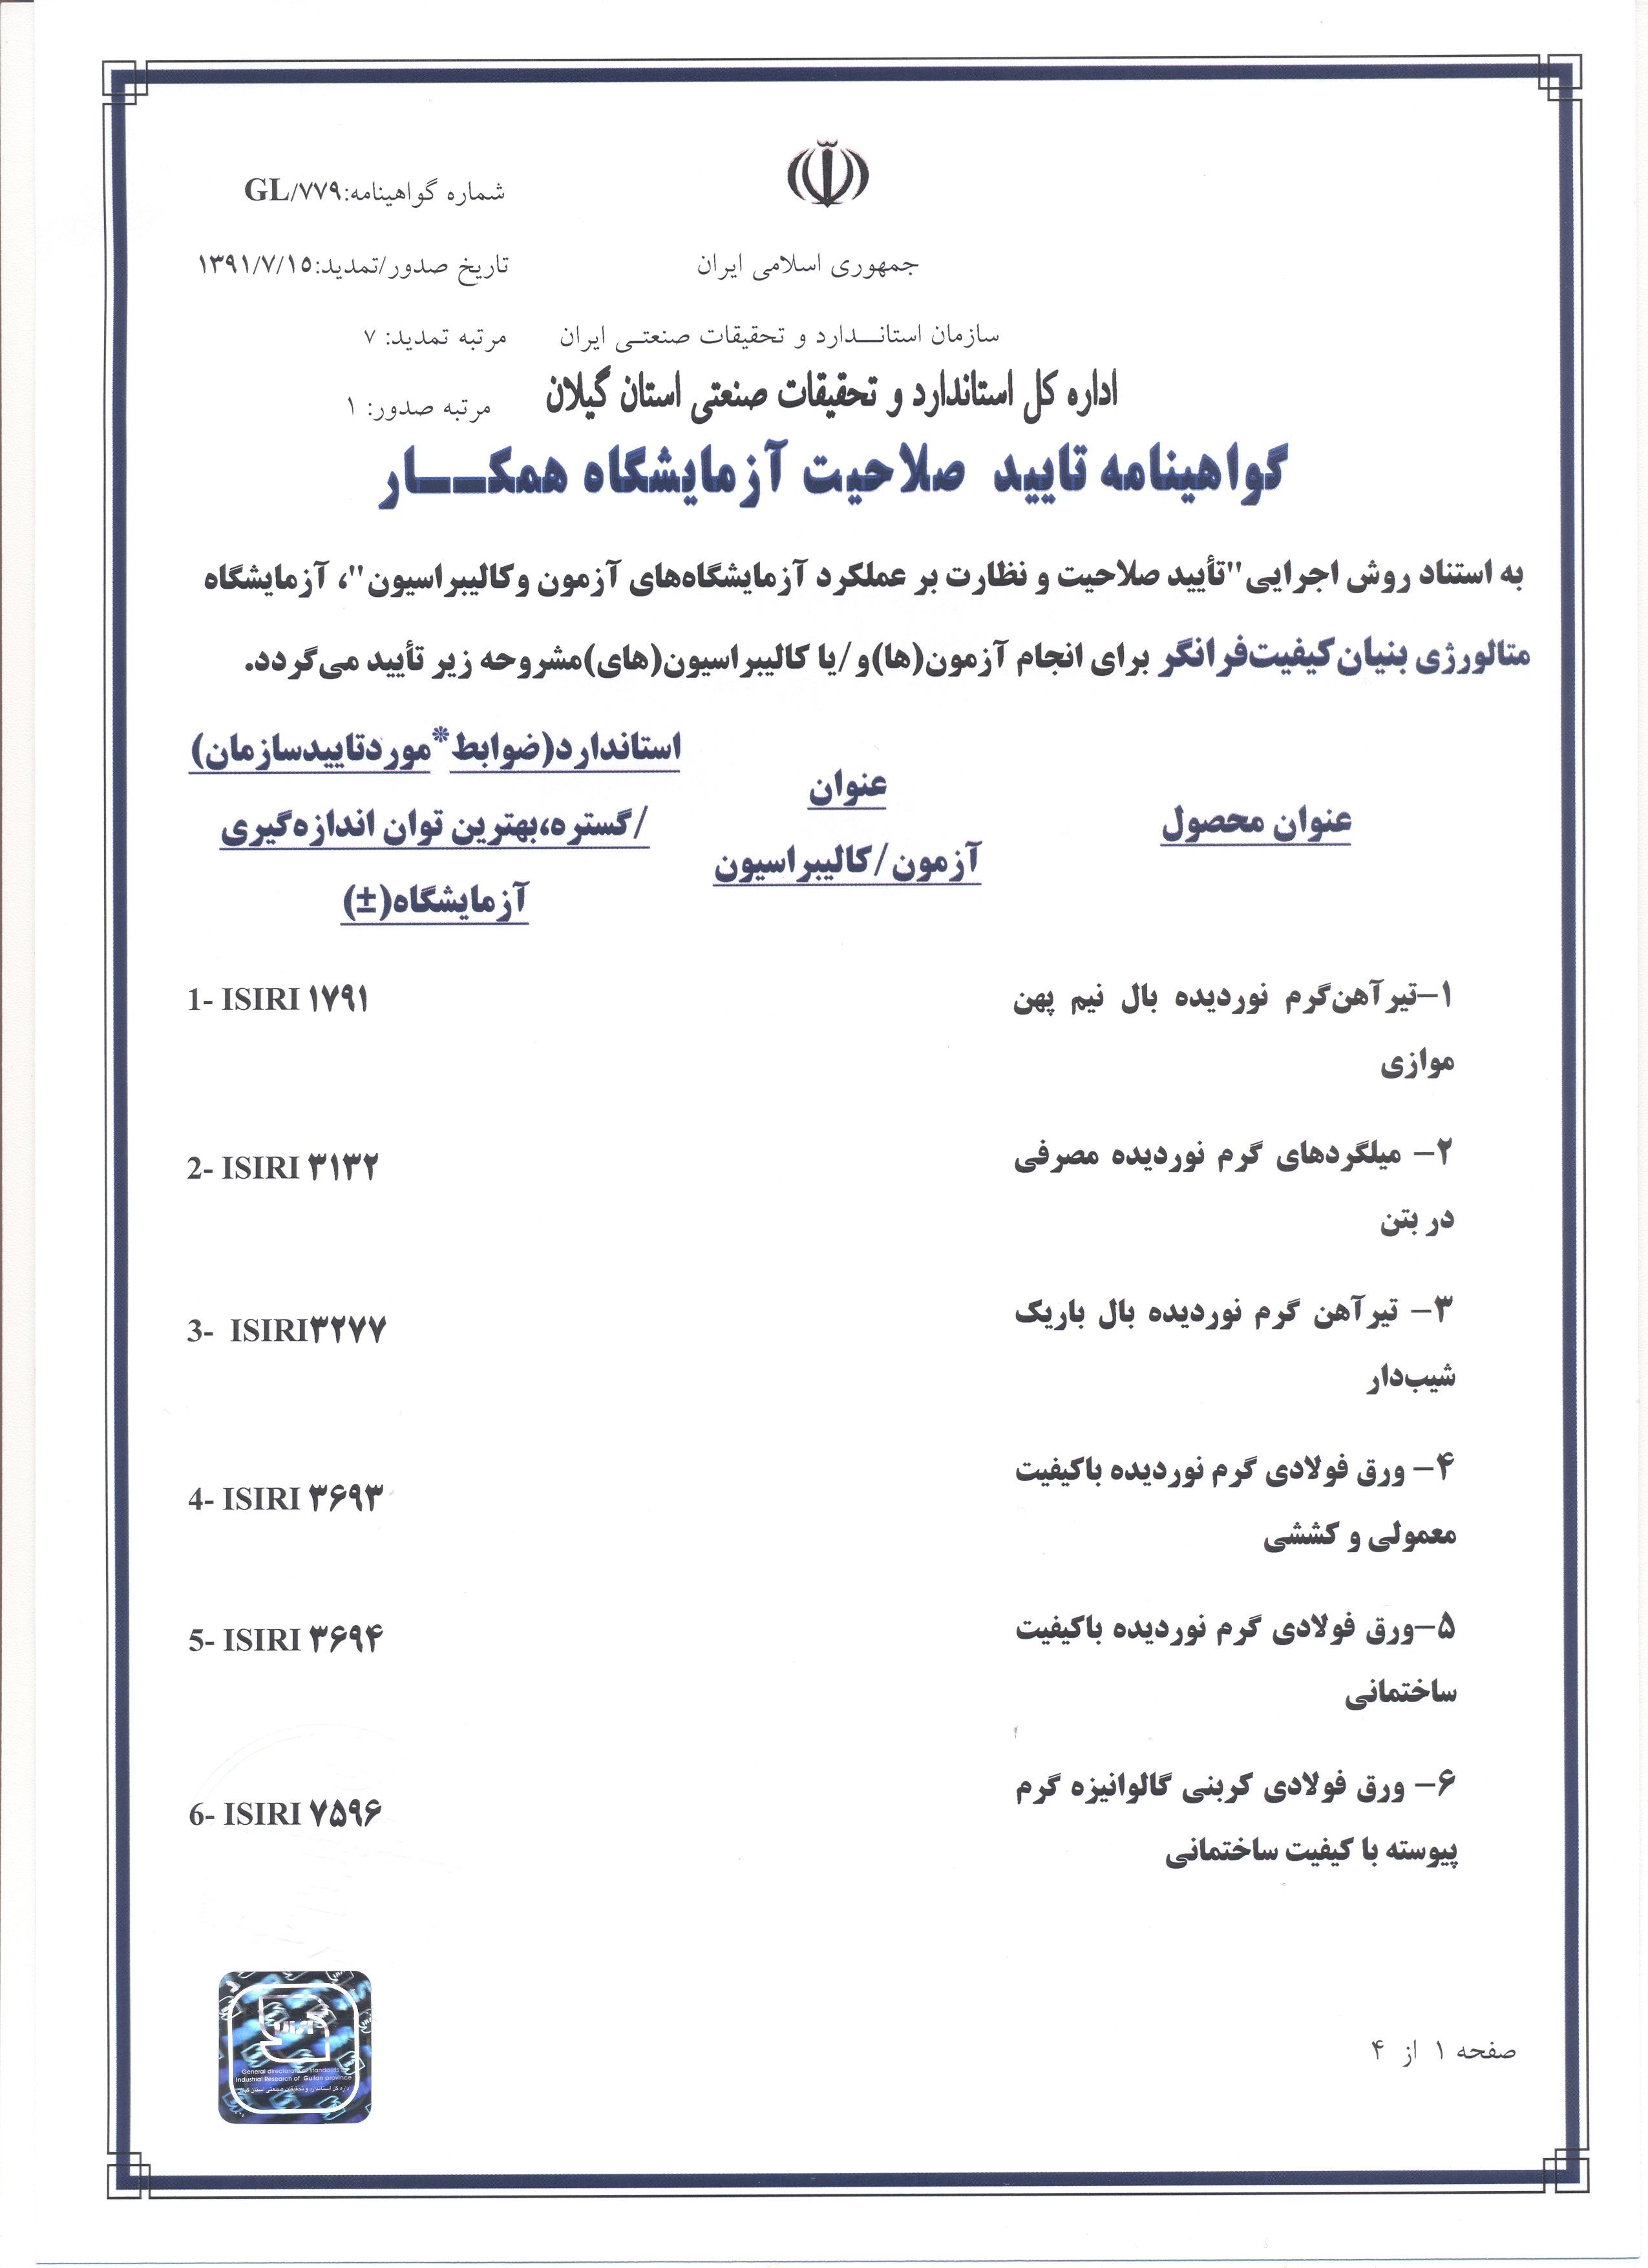 شماره گواهینامه:GL/۷۷۹
جمهوری اسلامی ایران
تاریخ صدور/تمدید:۱۳۹۱/۷/۱۵
سازمان استانــدارد و تحقیقات صنعتـی ایران
مرتبه تمدید: ۷
اداره کل استاندارد و تحقیقات صنعتی استان گیلان
مرتبه صدور: ۱
گواهینامه تایید صلاحیت آزمایشگاه همکـــار
به استناد روش اجرایی"تأیید صلاحیت و نظارت بر عملکرد آزمایشگاه‌های آزمون وکالیبراسیون"، آزمایشگاه
متالورژی بنیان‌کیفیت‌فرانگر برای انجام آزمون(ها)و/یا کالیبراسیون(های)مشروحه زیر تأیید می‌گردد.
عنوان محصول
عنوان
آزمون/کالیبراسیون
استاندارد(ضوابط*موردتاییدسازمان)
/گستره،بهترین توان اندازه‌گیری
آزمایشگاه(±)
۱-تیرآهن‌گرم نوردیده بال نیم پهن
موازی
1- ISIRI ۱۷۹۱
۲- میلگردهای گرم نوردیده مصرفی
در بتن
2- ISIRI ۳۱۳۲
۳- تیرآهن گرم نوردیده بال باریک
شیب‌دار
3- ISIRI۳۲۷۷
۴- ورق فولادی گرم نوردیده باکیفیت
معمولی و کششی
4- ISIRI ۳۶۹۳
۵-ورق فولادی گرم نوردیده باکیفیت
ساختمانی
5- ISIRI ۳۶۹۴
۶- ورق فولادی کربنی گالوانیزه گرم
پیوسته با کیفیت ساختمانی
6- ISIRI ۷۵۹۶
صفحه ۱ از ۴
ISIRI
General directorate of Standards
Industrial Research of Guilan province
اداره کل استاندارد و تحقیقات صنعتی استان گیلان